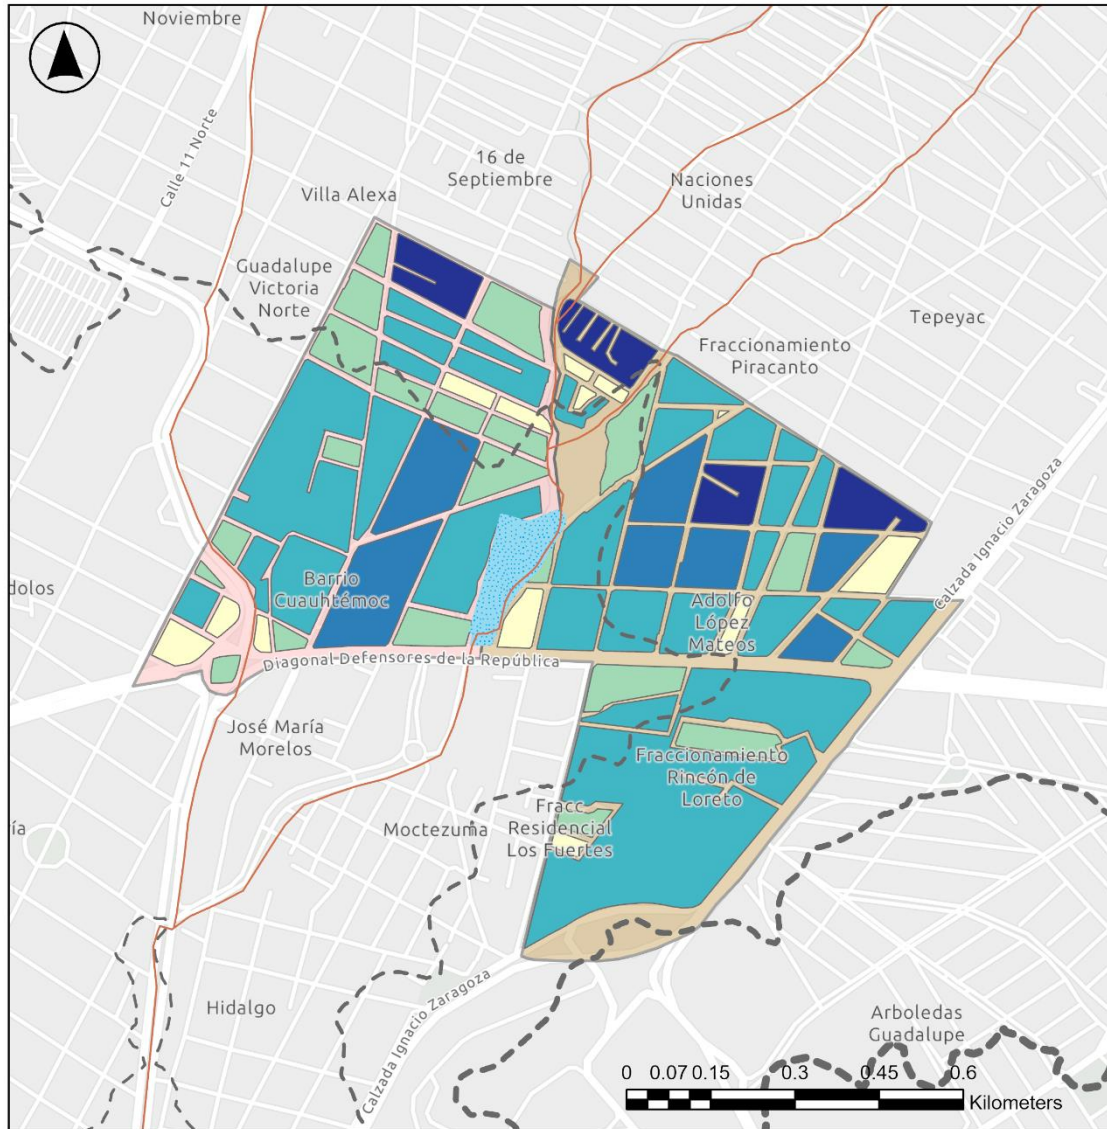 Noviembre
Calle 11 Norte
16 de
Septiembre
Naciones
Unidas
Villa Alexa
Guadalupe
Victoria
Norte
Tepeyac
Fraccionamiento
Piracanto
Calzada Ignacio Zaragoza
dolos
Barrio
Cuauhtémoc
Adolfo
López
Mateos
Diagonal Defensores de la República
José María
Morelos
Fraccionamiento
Rincón de
Loreto
ría
Moctezuma
Fracc
Residencial
Los Fuertes
Calzada Ignacio Zaragoza
Hidalgo
Arboledas
Guadalupe
0 0.07 0.15 0.3 0.45 0.6
Kilometers